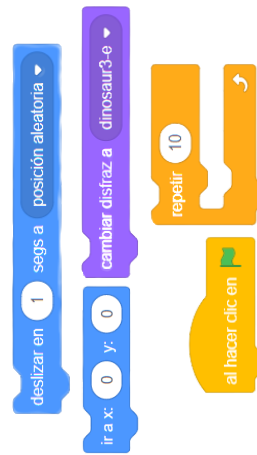 deslizar en 1 segs a posición aleatoria
ir a x: 0 y: 0
cambiar disfraz a dinosaur3-e
repetir 10
al hacer clic en